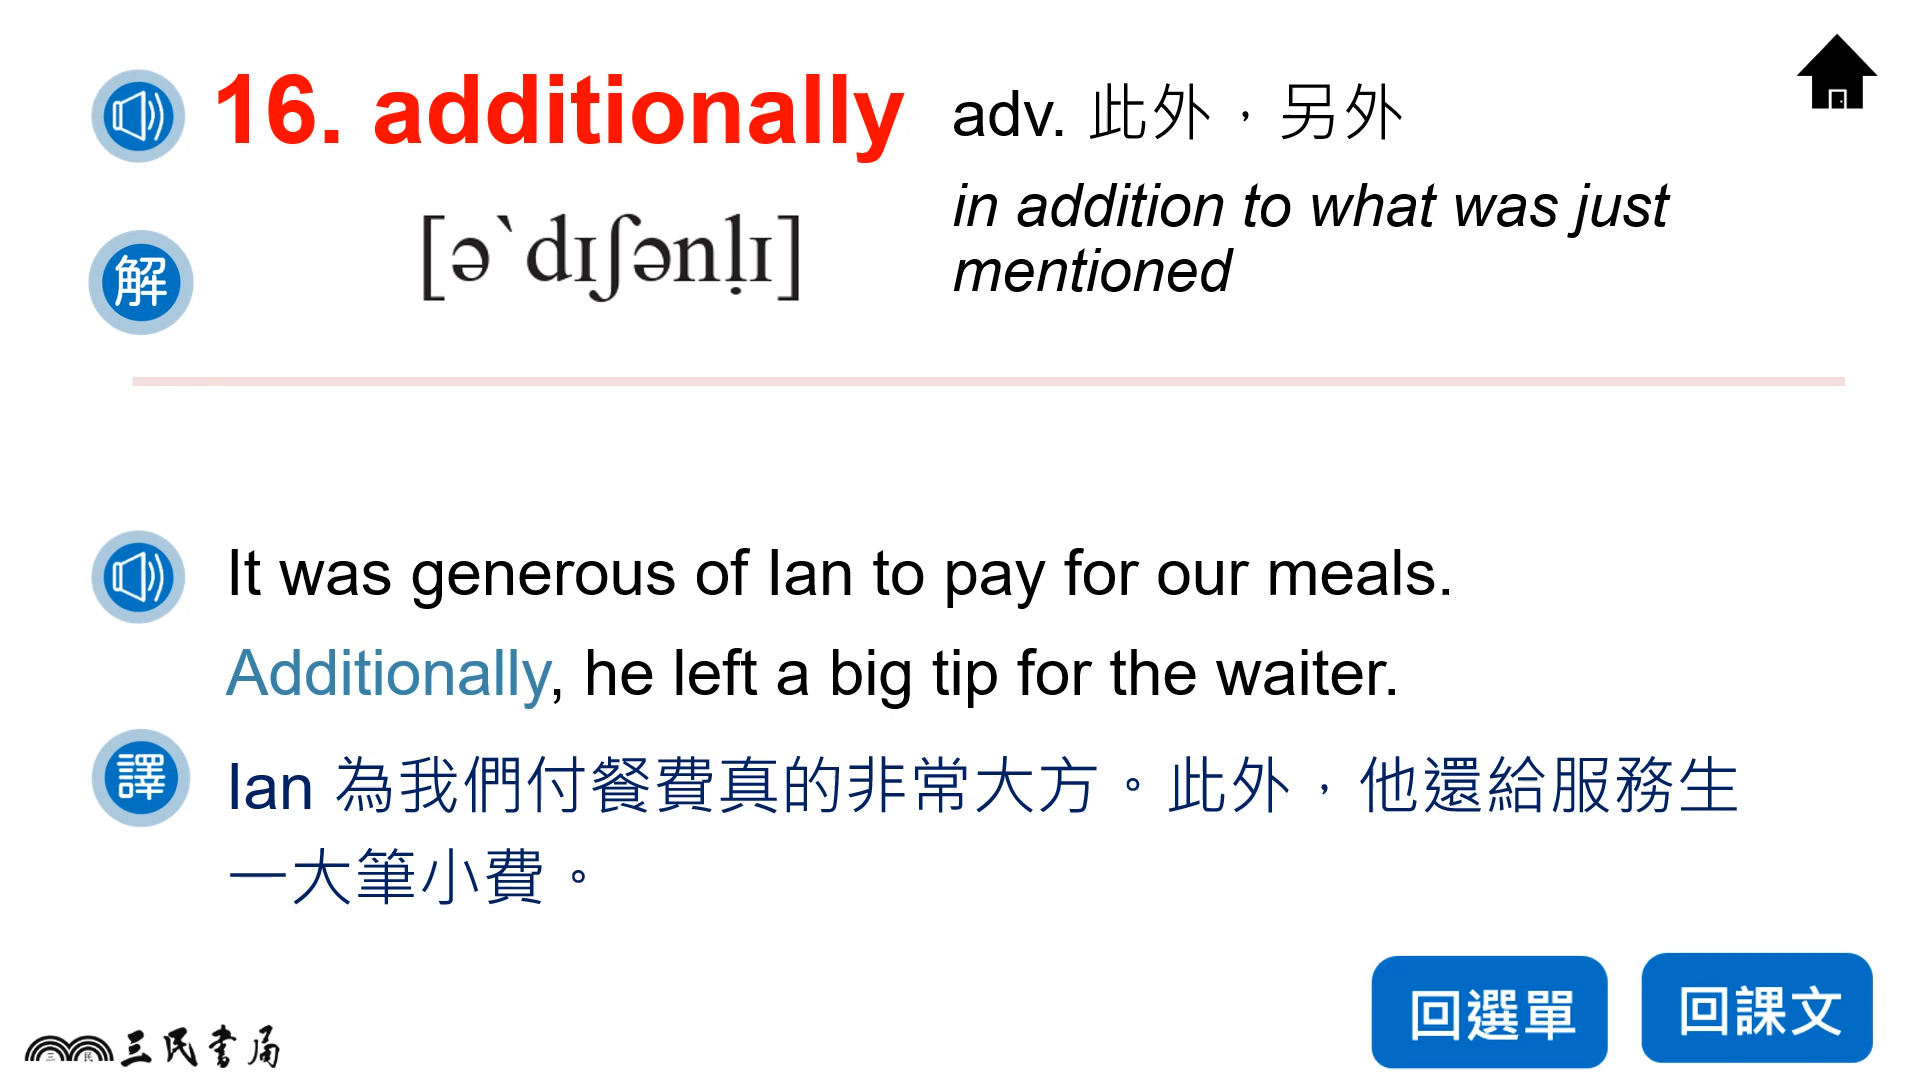 16. additionally
adv. 此外，另外
[əˋdɪʃənl̩ɪ]
in addition to what was just
mentioned
解
It was generous of Ian to pay for our meals.
Additionally, he left a big tip for the waiter.
譯
Ian 為我們付餐費真的非常大方。此外，他還給服務生
一大筆小費。
回選單
回課文
三民
三民書局